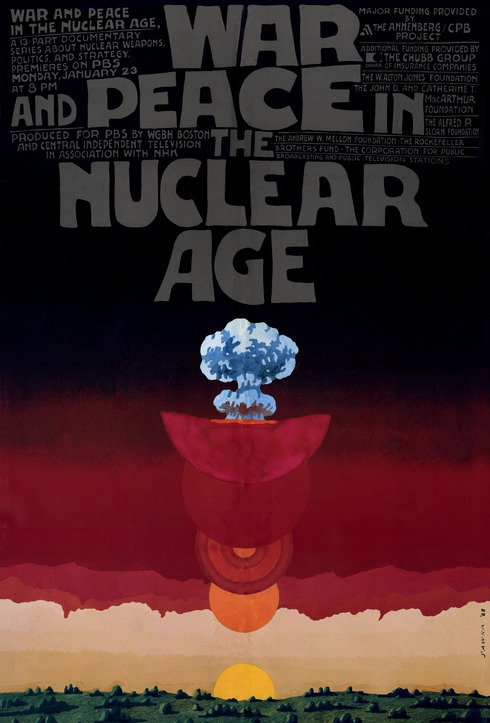 WAR AND PEACE
IN THE NUCLEAR AGE,
A 13-PART DOCUMENTARY
SERIES ABOUT NUCLEAR WEAPONS,
POLITICS, AND STRATEGY,
PREMIERES ON PBS
MONDAY, JANUARY 23
AT 8 PM
WAR
AND PEACE IN
THE
NUCLEAR
AGE
MAJOR FUNDING PROVIDED
BY
THE ANNENBERG / CPB
PROJECT
ADDITIONAL FUNDING PROVIDED BY
THE CHUBB GROUP
OF INSURANCE COMPANIES
THE W. ALTON JONES FOUNDATION
THE JOHN D. AND CATHERINE T.
MACARTHUR
FOUNDATION
THE ALFRED P.
SLOAN FOUNDATION
PRODUCED FOR PBS BY WGBH BOSTON
AND CENTRAL INDEPENDENT TELEVISION
IN ASSOCIATION WITH NHK
THE ANDREW W. MELLON FOUNDATION · THE ROCKEFELLER
BROTHERS FUND · THE CORPORATION FOR PUBLIC
BROADCASTING AND PUBLIC TELEVISION STATIONS
SAWKA '88